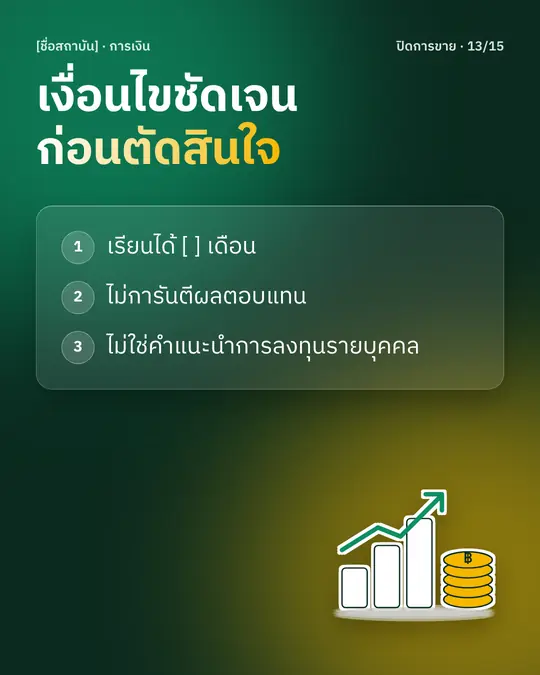 [ชื่อสถาบัน] · การเงิน
ปิดการขาย · 13/15
เงื่อนไขชัดเจน
ก่อนตัดสินใจ
1 เรียนได้ [ ] เดือน
2 ไม่การันตีผลตอบแทน
3 ไม่ใช่คำแนะนำการลงทุนรายบุคคล
฿